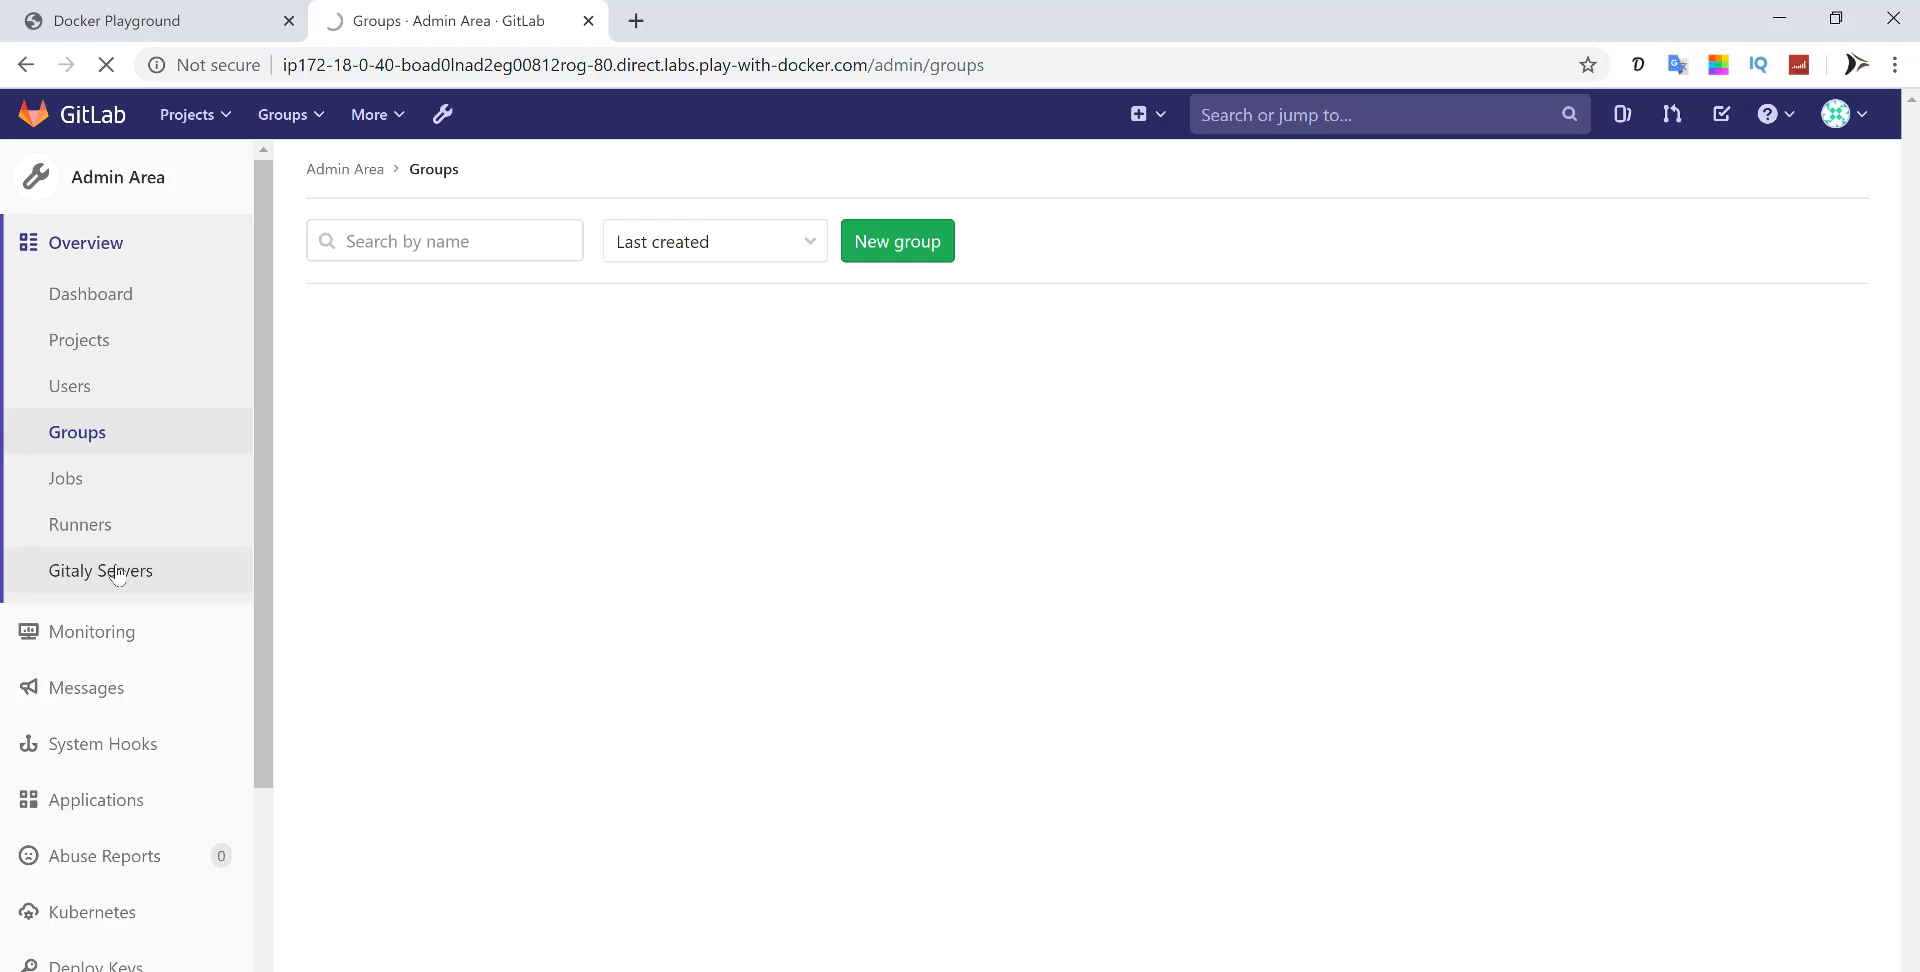 Docker Playground
Groups · Admin Area · GitLab
Not secure
ip172-18-0-40-boad0lnad2eg00812rog-80.direct.labs.play-with-docker.com/admin/groups
GitLab
Projects
Groups
More
Search or jump to...
Admin Area
Overview
Dashboard
Projects
Users
Groups
Jobs
Runners
Gitaly Servers
Monitoring
Messages
System Hooks
Applications
Abuse Reports 0
Kubernetes
Deploy Keys
Admin Area > Groups
Search by name
Last created
New group